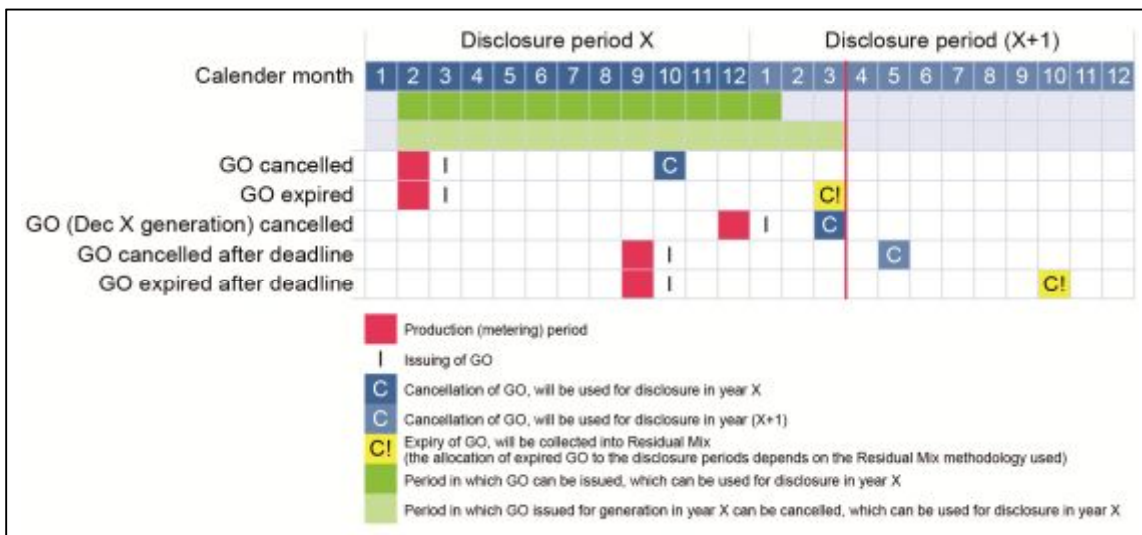 Disclosure period X Disclosure period (X+1)
Calender month 1 2 3 4 5 6 7 8 9 10 11 12 1 2 3 4 5 6 7 8 9 10 11 12
GO cancelled I C
GO expired I C!
GO (Dec X generation) cancelled I C
GO cancelled after deadline I C
GO expired after deadline I C!
Production (metering) period
I Issuing of GO
C Cancellation of GO, will be used for disclosure in year X
C Cancellation of GO, will be used for disclosure in year (X+1)
C! Expiry of GO, will be collected into Residual Mix
(the allocation of expired GO to the disclosure periods depends on the Residual Mix methodology used)
Period in which GO can be issued, which can be used for disclosure in year X
Period in which GO issued for generation in year X can be cancelled, which can be used for disclosure in year X